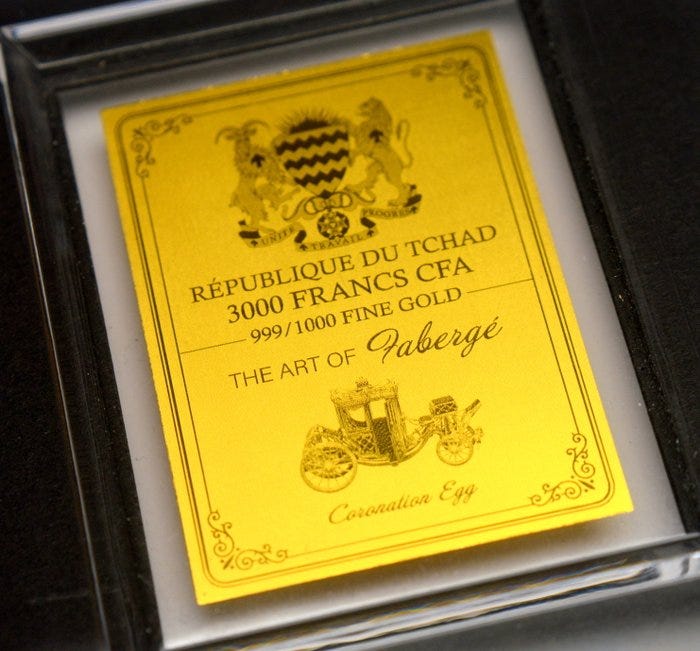 UNITÉ TRAVAIL PROGRÈS
RÉPUBLIQUE DU TCHAD
3000 FRANCS CFA
999/1000 FINE GOLD
THE ART OF Fabergé
Coronation Egg